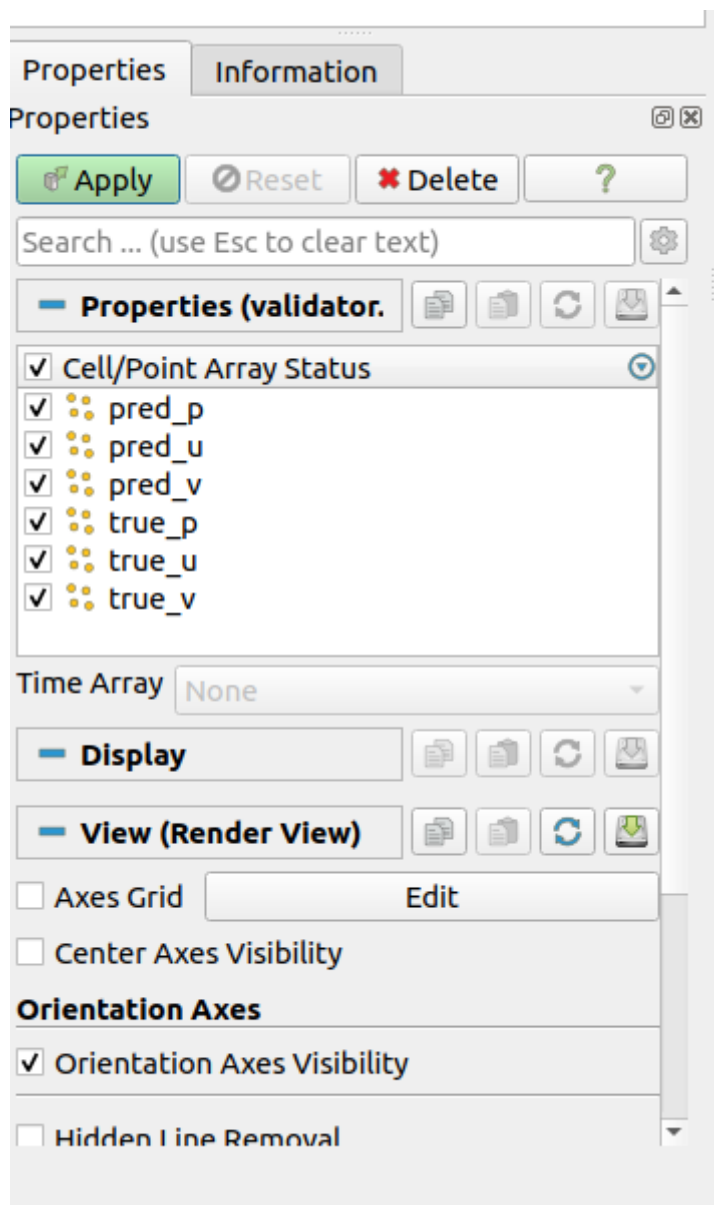 Properties Information
Properties
Apply Reset Delete ?
Search ... (use Esc to clear text)
Properties (validator.
Cell/Point Array Status
pred_p
pred_u
pred_v
true_p
true_u
true_v
Time Array None
Display
View (Render View)
Axes Grid Edit
Center Axes Visibility
Orientation Axes
Orientation Axes Visibility
Hidden Line Removal